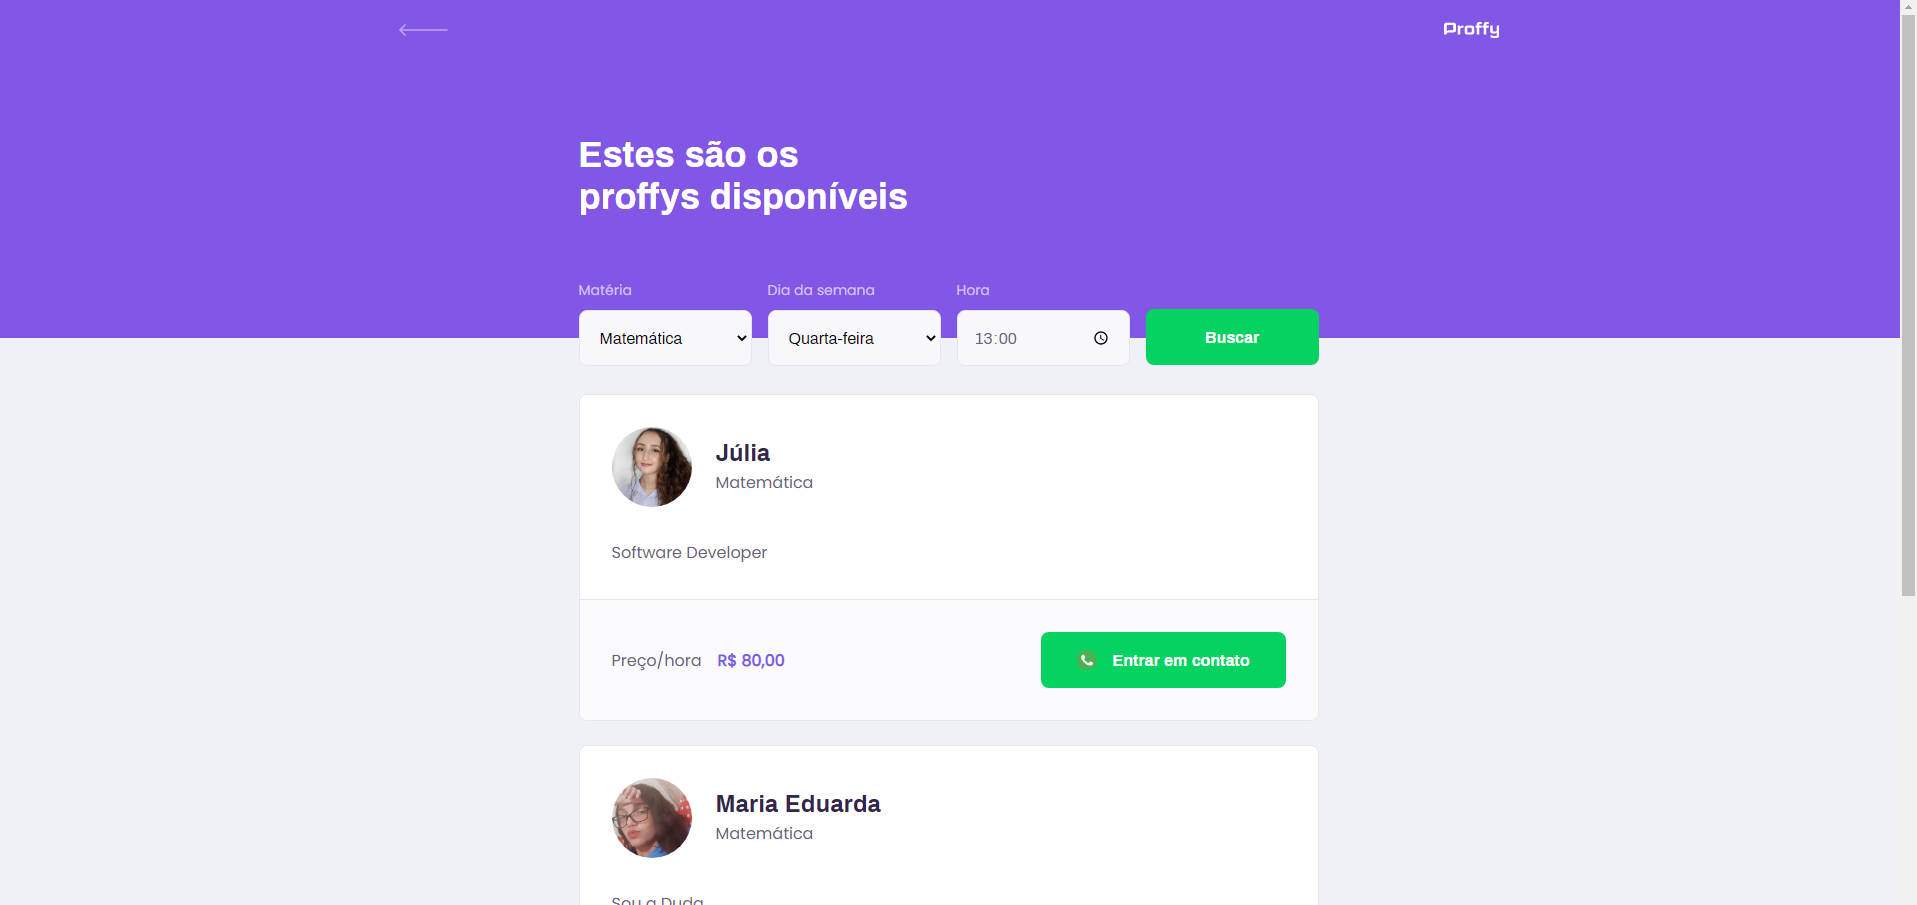 Proffy
Estes são os
proffys disponíveis
Matéria
Dia da semana
Hora
Matemática
Quarta-feira
13:00
Buscar
Júlia
Matemática
Software Developer
Preço/hora R$ 80,00
Entrar em contato
Maria Eduarda
Matemática
Sou a Duda